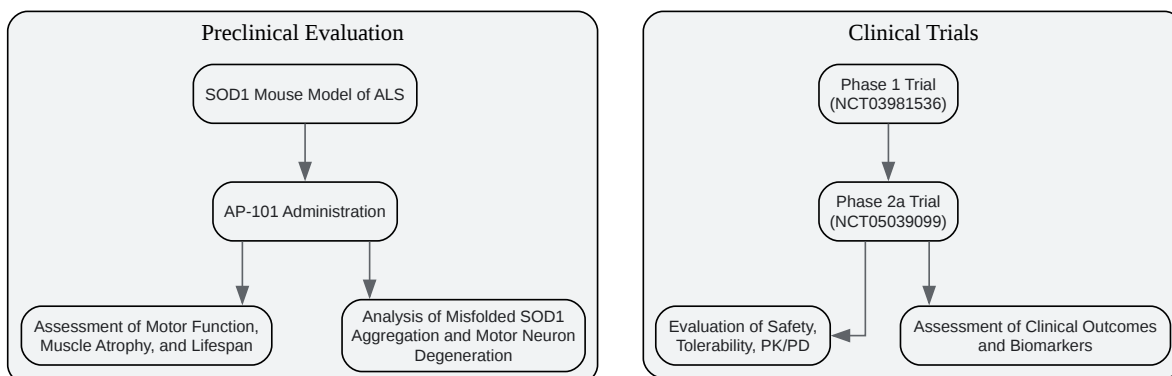 Preclinical Evaluation
SOD1 Mouse Model of ALS
AP-101 Administration
Assessment of Motor Function,
Muscle Atrophy, and Lifespan
Analysis of Misfolded SOD1
Aggregation and Motor Neuron
Degeneration
Clinical Trials
Phase 1 Trial
(NCT03981536)
Phase 2a Trial
(NCT05039099)
Evaluation of Safety,
Tolerability, PK/PD
Assessment of Clinical Outcomes
and Biomarkers